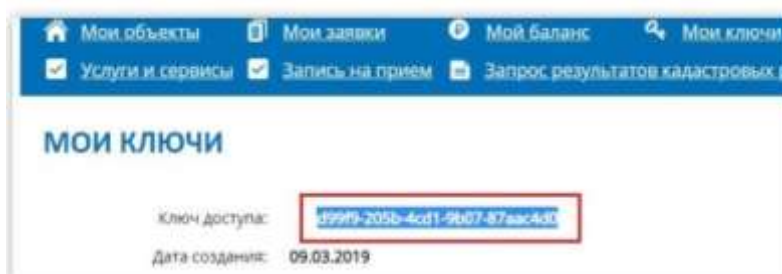 Мои объекты Мои заявки Мой баланс Мои ключи
Услуги и сервисы Запись на прием Запрос результатов кадастровых
МОИ КЛЮЧИ
Ключ доступа: d99f9-205b-4cd1-9b07-87aac4d0
Дата создания: 09.03.2019